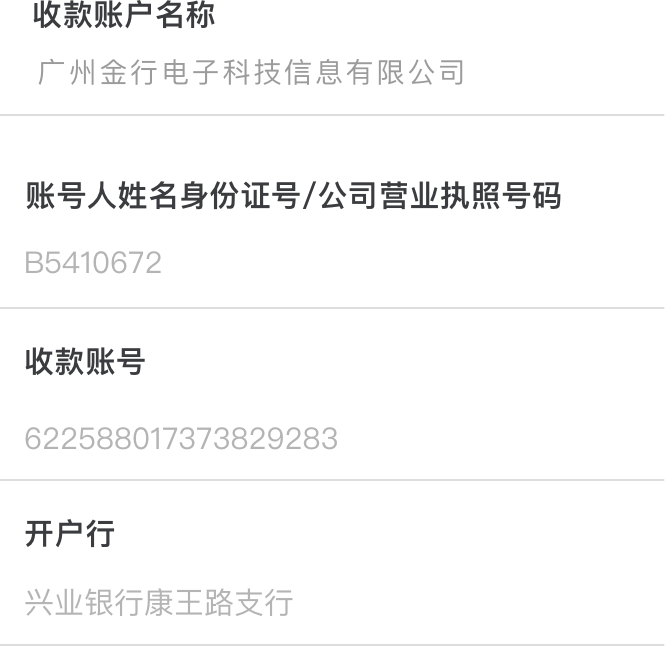 收款账户名称
广州金行电子科技信息有限公司
账号人姓名身份证号/公司营业执照号码
B5410672
收款账号
622588017373829283
开户行
兴业银行康王路支行